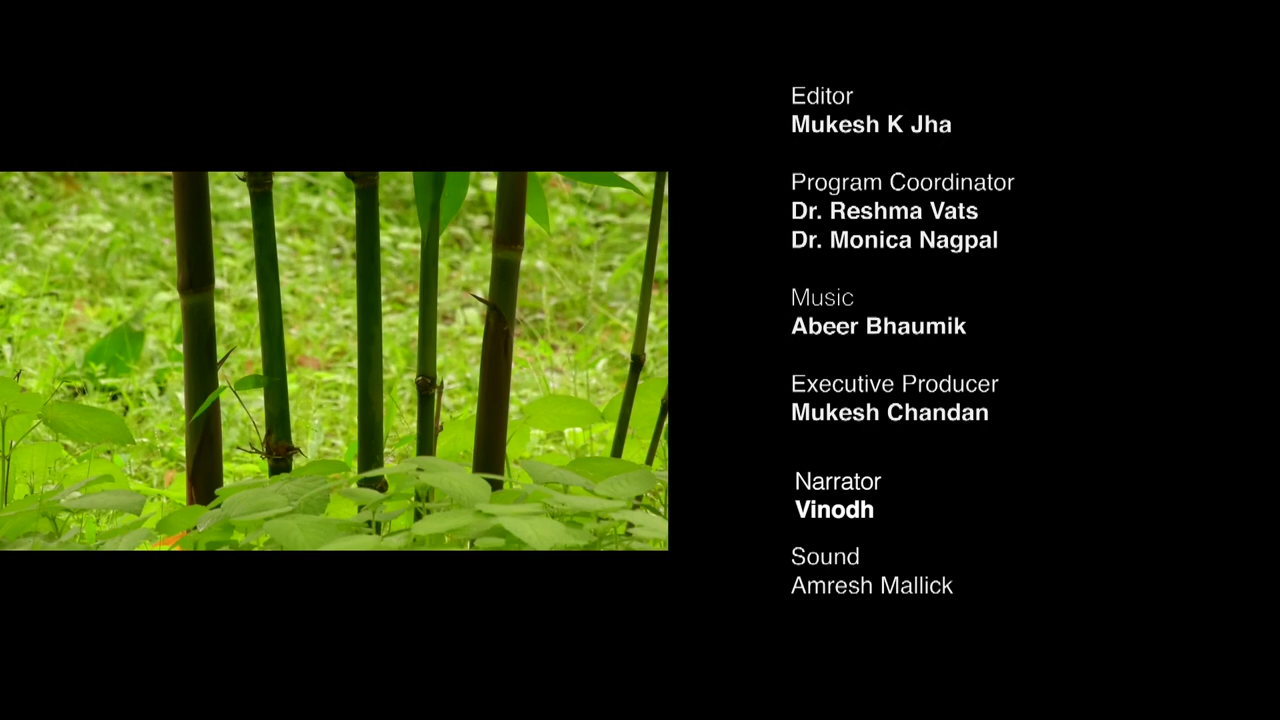 Editor
Mukesh K Jha
Program Coordinator
Dr. Reshma Vats
Dr. Monica Nagpal
Music
Abeer Bhaumik
Executive Producer
Mukesh Chandan
Narrator
Vinodh
Sound
Amresh Mallick